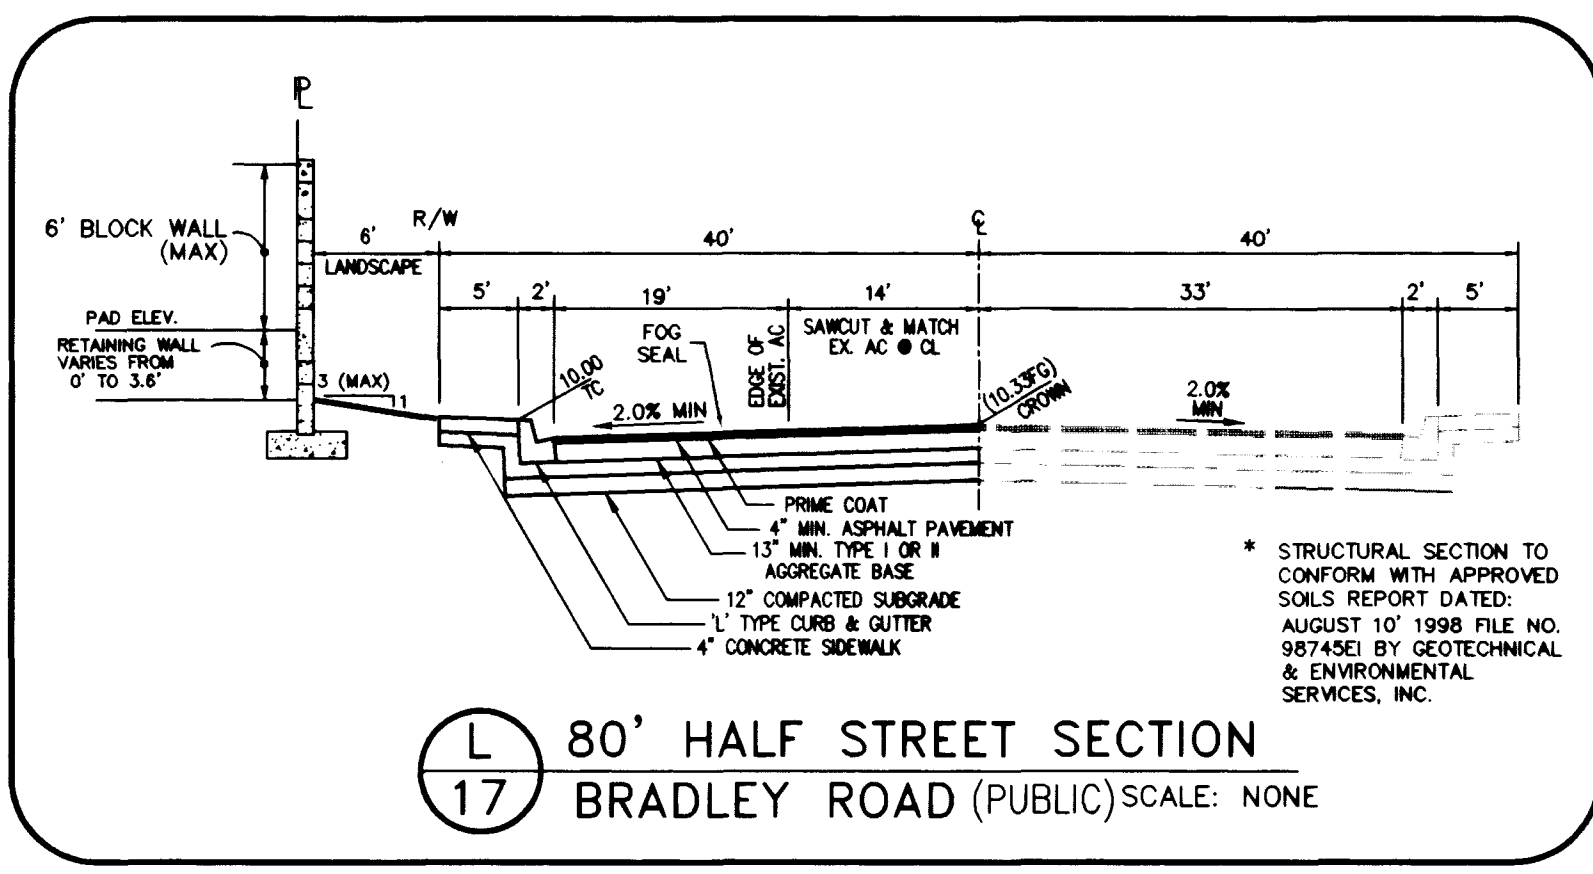 PL
R/W
CL
6' BLOCK WALL
(MAX)
6'
LANDSCAPE
40'
40'
5'
2'
19'
14'
33'
2'
5'
PAD ELEV.
RETAINING WALL
VARIES FROM
0' TO 3.6'
3 (MAX)
1
FOG
SEAL
EDGE OF
EXIST. AC
SAWCUT & MATCH
EX. AC @ CL
10.00
TC
2.0% MIN
(10.33FG)
CROWN
2.0%
MIN
PRIME COAT
4" MIN. ASPHALT PAVEMENT
13" MIN. TYPE I OR II
AGGREGATE BASE
12" COMPACTED SUBGRADE
'L' TYPE CURB & GUTTER
4" CONCRETE SIDEWALK
* STRUCTURAL SECTION TO
CONFORM WITH APPROVED
SOILS REPORT DATED:
AUGUST 10' 1998 FILE NO.
98745EI BY GEOTECHNICAL
& ENVIRONMENTAL
SERVICES, INC.
L
17
80' HALF STREET SECTION
BRADLEY ROAD (PUBLIC) SCALE: NONE